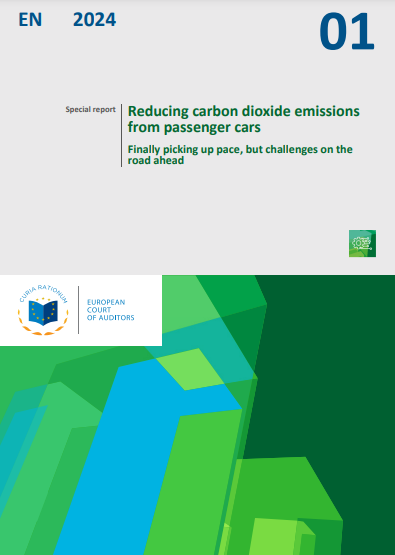 EN 2024 01
Special report
Reducing carbon dioxide emissions
from passenger cars
Finally picking up pace, but challenges on the
road ahead
CURIA RATIONUM
EUROPEAN
COURT
OF AUDITORS